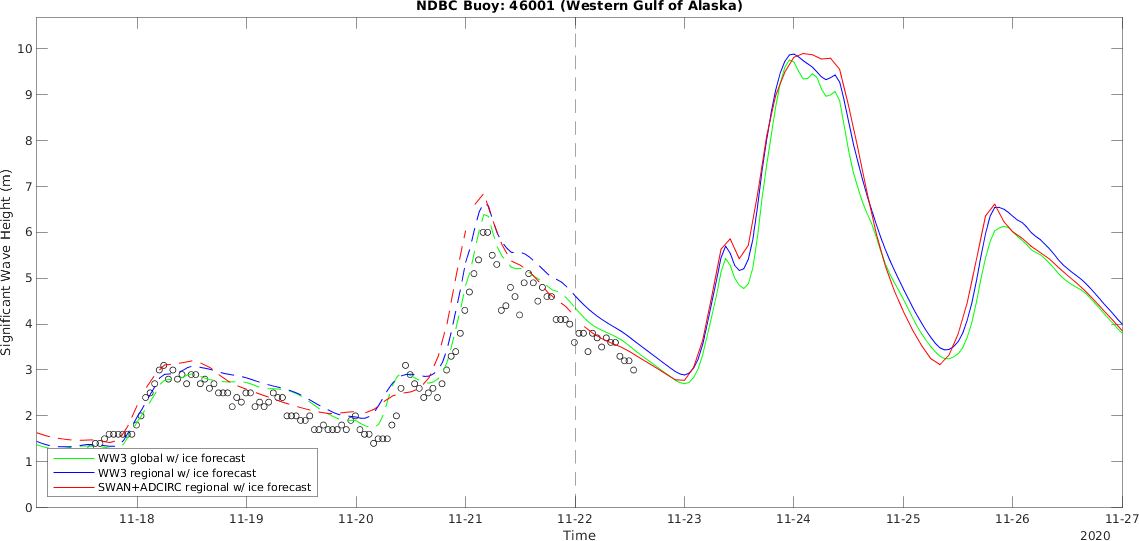 NDBC Buoy: 46001 (Western Gulf of Alaska)
Significant Wave Height (m)
10
9
8
7
6
5
4
3
2
1
0
WW3 global w/ ice forecast
WW3 regional w/ ice forecast
SWAN+ADCIRC regional w/ ice forecast
11-18 11-19 11-20 11-21 11-22 11-23 11-24 11-25 11-26 11-27
Time 2020